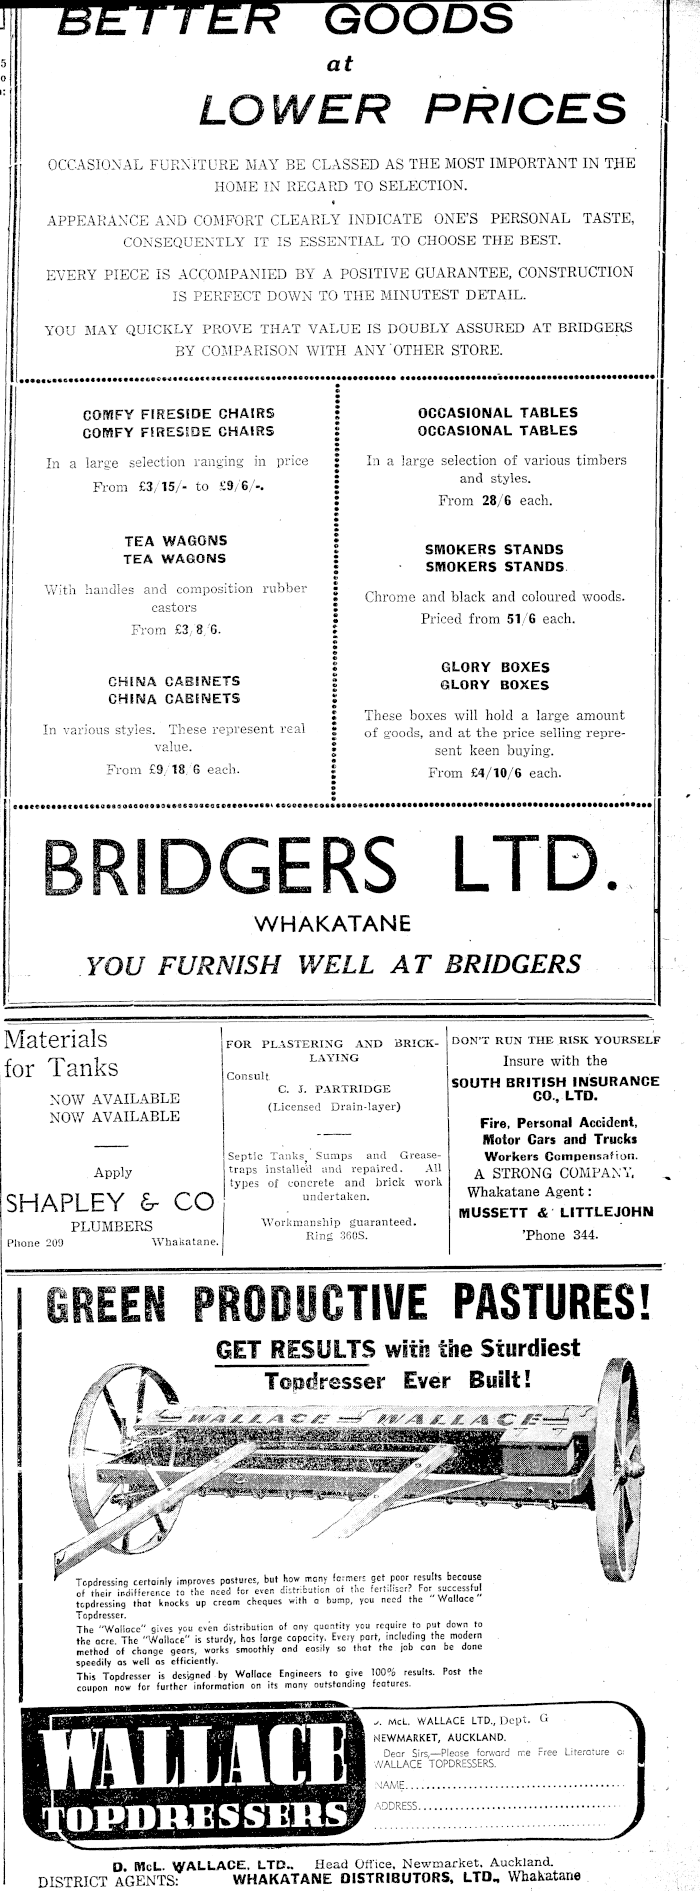 BETTER GOODS
at
LOWER PRICES
OCCASIONAL FURNITURE MAY BE CLASSED AS THE MOST IMPORTANT IN THE
HOME IN REGARD TO SELECTION.
APPEARANCE AND COMFORT CLEARLY INDICATE ONE'S PERSONAL TASTE,
CONSEQUENTLY IT IS ESSENTIAL TO CHOOSE THE BEST.
EVERY PIECE IS ACCOMPANIED BY A POSITIVE GUARANTEE, CONSTRUCTION
IS PERFECT DOWN TO THE MINUTEST DETAIL.
YOU MAY QUICKLY PROVE THAT VALUE IS DOUBLY ASSURED AT BRIDGERS
BY COMPARISON WITH ANY OTHER STORE.
COMFY FIRESIDE CHAIRS
COMFY FIRESIDE CHAIRS
In a large selection ranging in price
From £3/15/- to £9/6/-.
TEA WAGONS
TEA WAGONS
With handles and composition rubber
castors
From £3/8/6.
CHINA CABINETS
CHINA CABINETS
In various styles. These represent real
value.
From £9/18/6 each.
OCCASIONAL TABLES
OCCASIONAL TABLES
In a large selection of various timbers
and styles.
From 28/6 each.
SMOKERS STANDS
SMOKERS STANDS
Chrome and black and coloured woods.
Priced from 51/6 each.
GLORY BOXES
GLORY BOXES
These boxes will hold a large amount
of goods, and at the price selling repre-
sent keen buying.
From £4/10/6 each.
BRIDGERS LTD.
WHAKATANE
YOU FURNISH WELL AT BRIDGERS
Materials
for Tanks
NOW AVAILABLE
NOW AVAILABLE
Apply
SHAPLEY & CO
PLUMBERS
Phone 209 Whakatane.
FOR PLASTERING AND BRICK-
LAYING
Consult
C. J. PARTRIDGE
(Licensed Drain-layer)
Septic Tanks, Sumps and Grease-
traps installed and repaired. All
types of concrete and brick work
undertaken.
Workmanship guaranteed.
Ring 360S.
DON'T RUN THE RISK YOURSELF
Insure with the
SOUTH BRITISH INSURANCE
CO., LTD.
Fire, Personal Accident,
Motor Cars and Trucks
Workers Compensation.
A STRONG COMPANY,
Whakatane Agent:
MUSSETT & LITTLEJOHN
'Phone 344.
GREEN PRODUCTIVE PASTURES!
GET RESULTS with the Sturdiest
Topdresser Ever Built!
WALLACE — WALLACE
Topdressing certainly improves pastures, but how many farmers get poor results because
of their indifference to the need for even distribution of the fertiliser? For successful
topdressing that knocks up cream cheques with a bump, you need the "Wallace"
Topdresser.
The "Wallace" gives you even distribution of any quantity you require to put down to
the acre. The "Wallace" is sturdy, has large capacity. Every part, including the modern
method of change gears, works smoothly and easily so that the job can be done
speedily as well as efficiently.
This Topdresser is designed by Wallace Engineers to give 100% results. Post the
coupon now for further information on its many outstanding features.
WALLACE
TOPDRESSERS
McL. WALLACE LTD., Dept. G
NEWMARKET, AUCKLAND.
Dear Sirs,—Please forward me Free Literature
WALLACE TOPDRESSERS.
NAME
ADDRESS
D. McL. WALLACE, LTD., Head Office, Newmarket, Auckland.
DISTRICT AGENTS: WHAKATANE DISTRIBUTORS, LTD., Whakatane